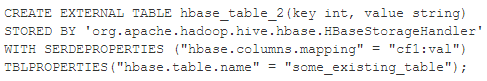 CREATE EXTERNAL TABLE hbase_table_2(key int, value string)
STORED BY 'org.apache.hadoop.hive.hbase.HBaseStorageHandler'
WITH SERDEPROPERTIES ("hbase.columns.mapping" = "cf1:val")
TBLPROPERTIES("hbase.table.name" = "some_existing_table");